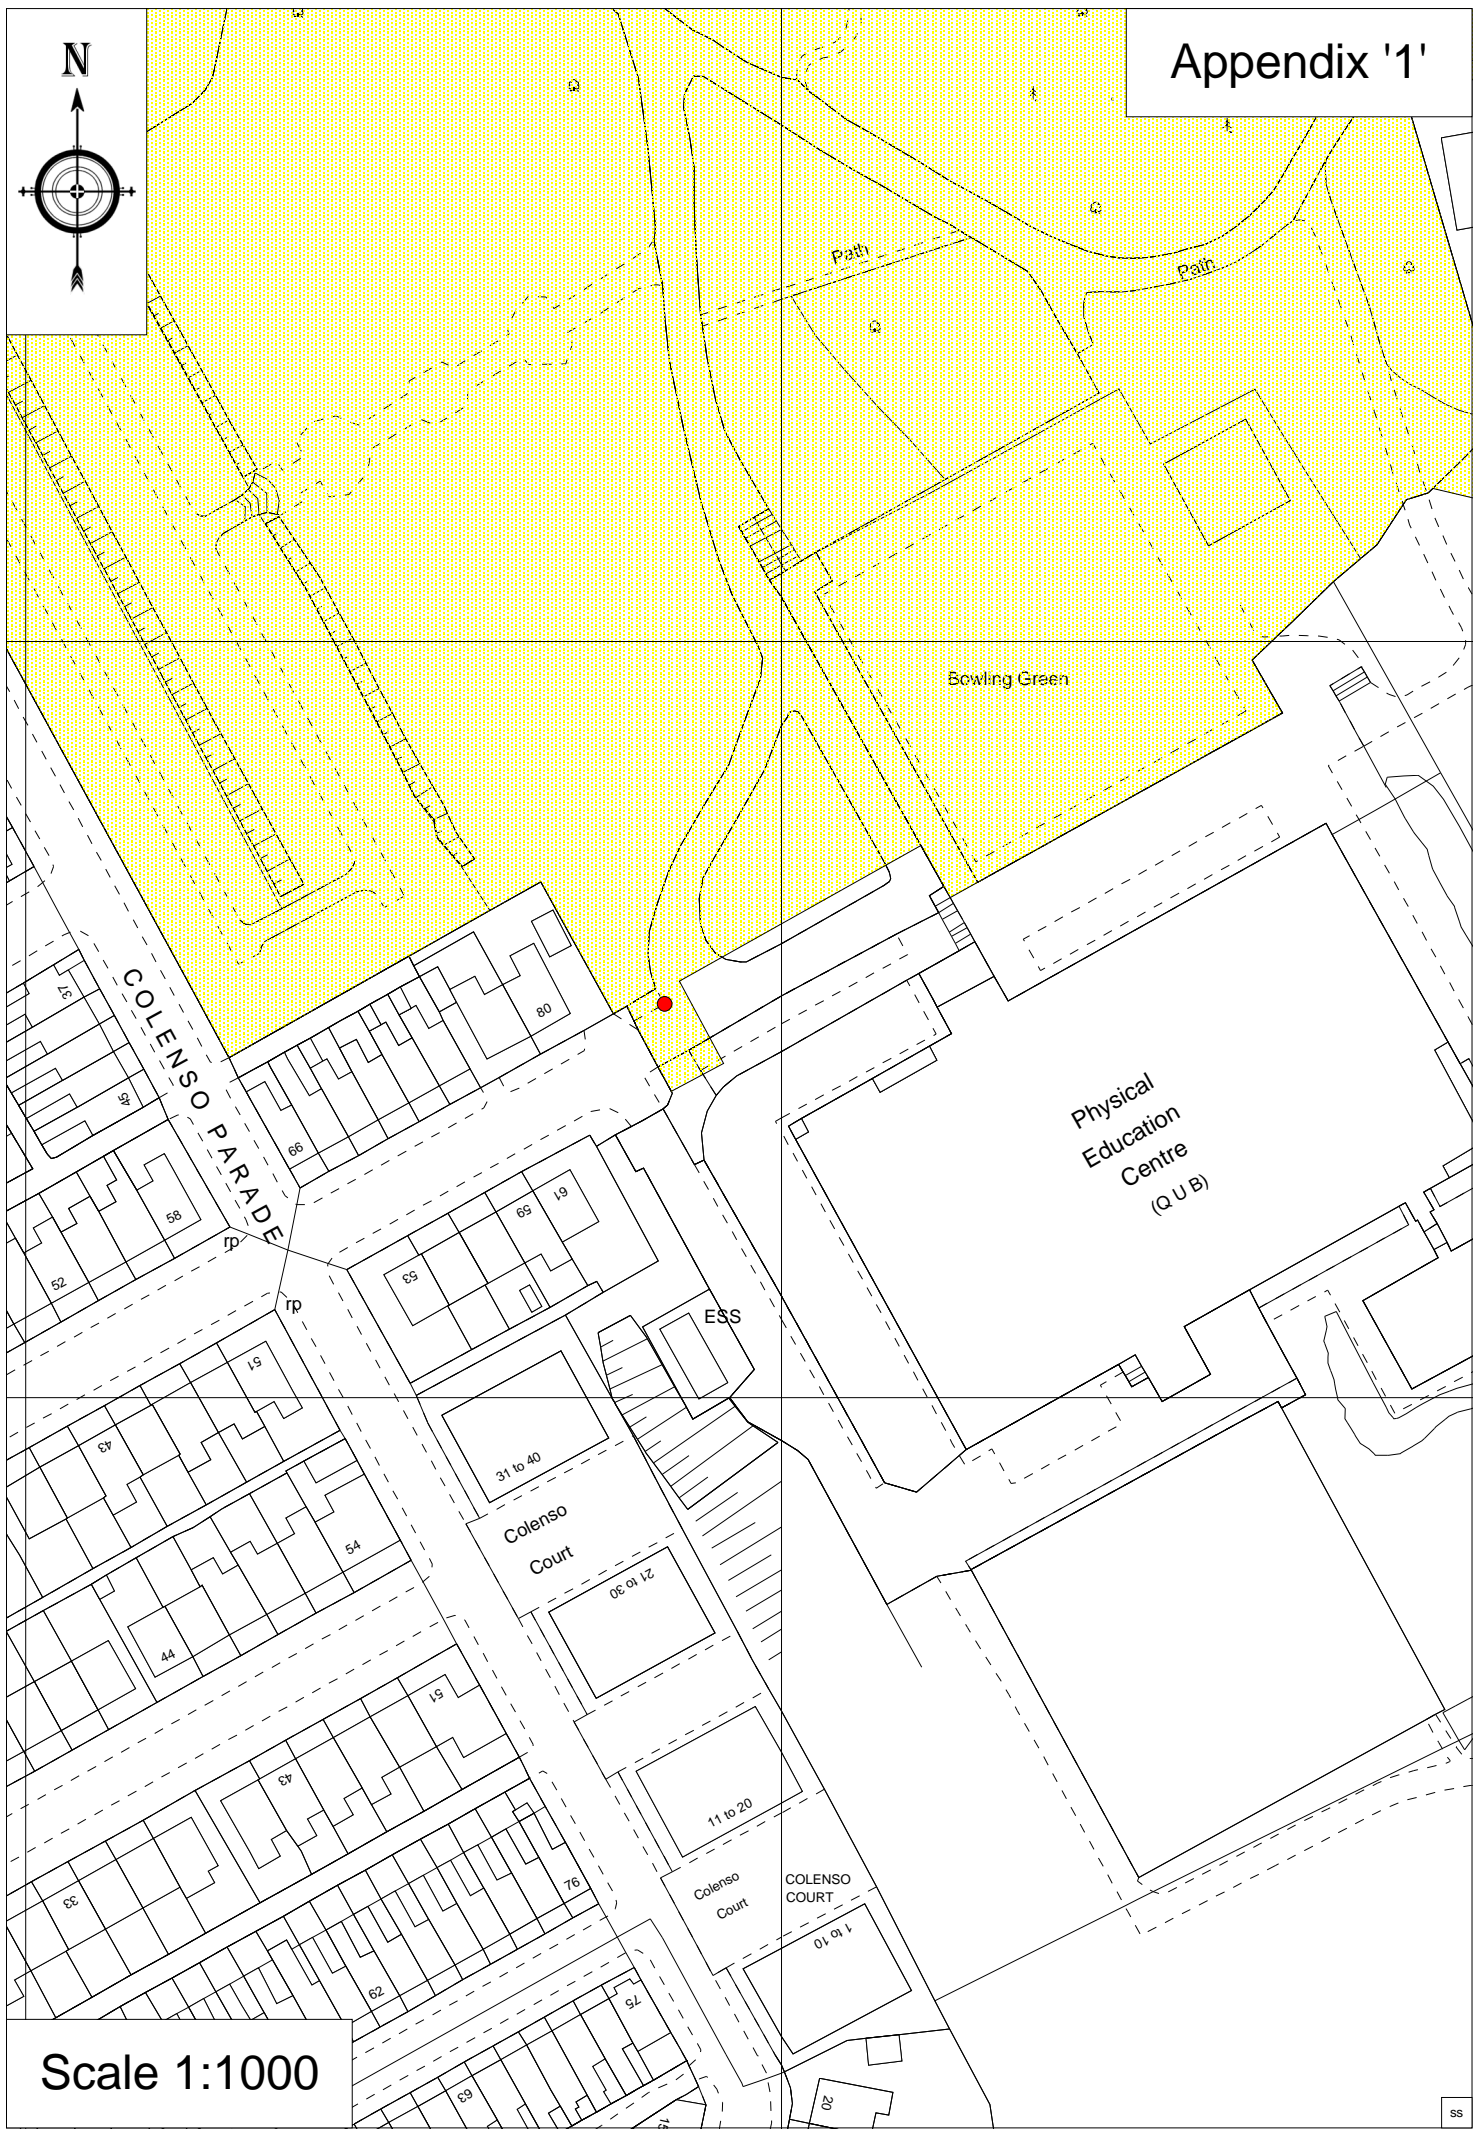 N
Appendix '1'
Path
Path
Bowling Green
COLENSO PARADE
37
45
80
66
58
52
rp
rp
Physical
Education
Centre
(Q U B)
61
59
53
ESS
51
43
31 to 40
Colenso
Court
54
44
21 to 30
51
43
33
11 to 20
Colenso
Court
COLENSO
COURT
1 to 10
76
62
75
63
20
Scale 1:1000
ss